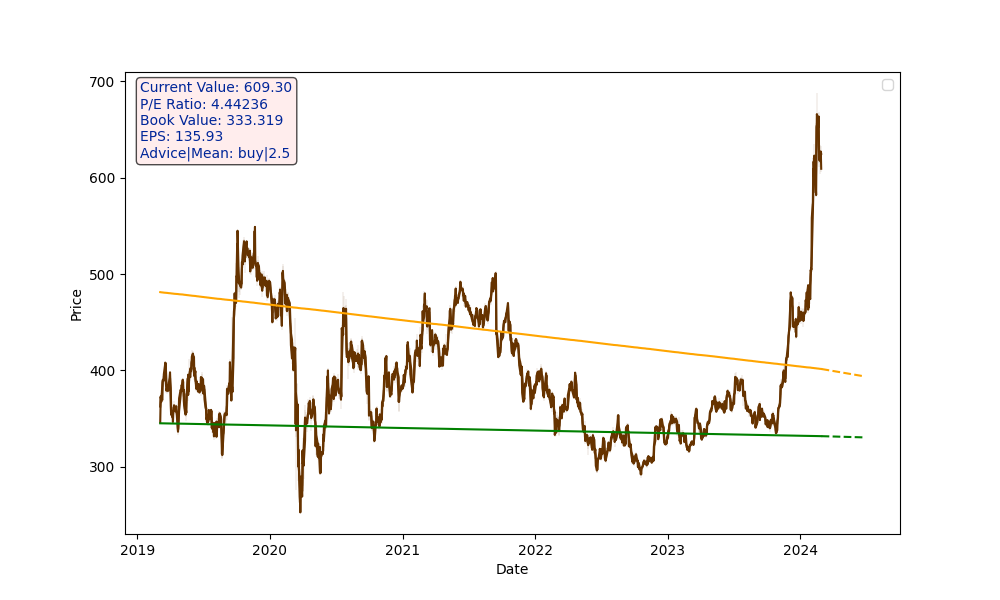 Current Value: 609.30
P/E Ratio: 4.44236
Book Value: 333.319
EPS: 135.93
Advice|Mean: buy|2.5
700
600
500
400
300
Price
2019
2020
2021
2022
2023
2024
Date